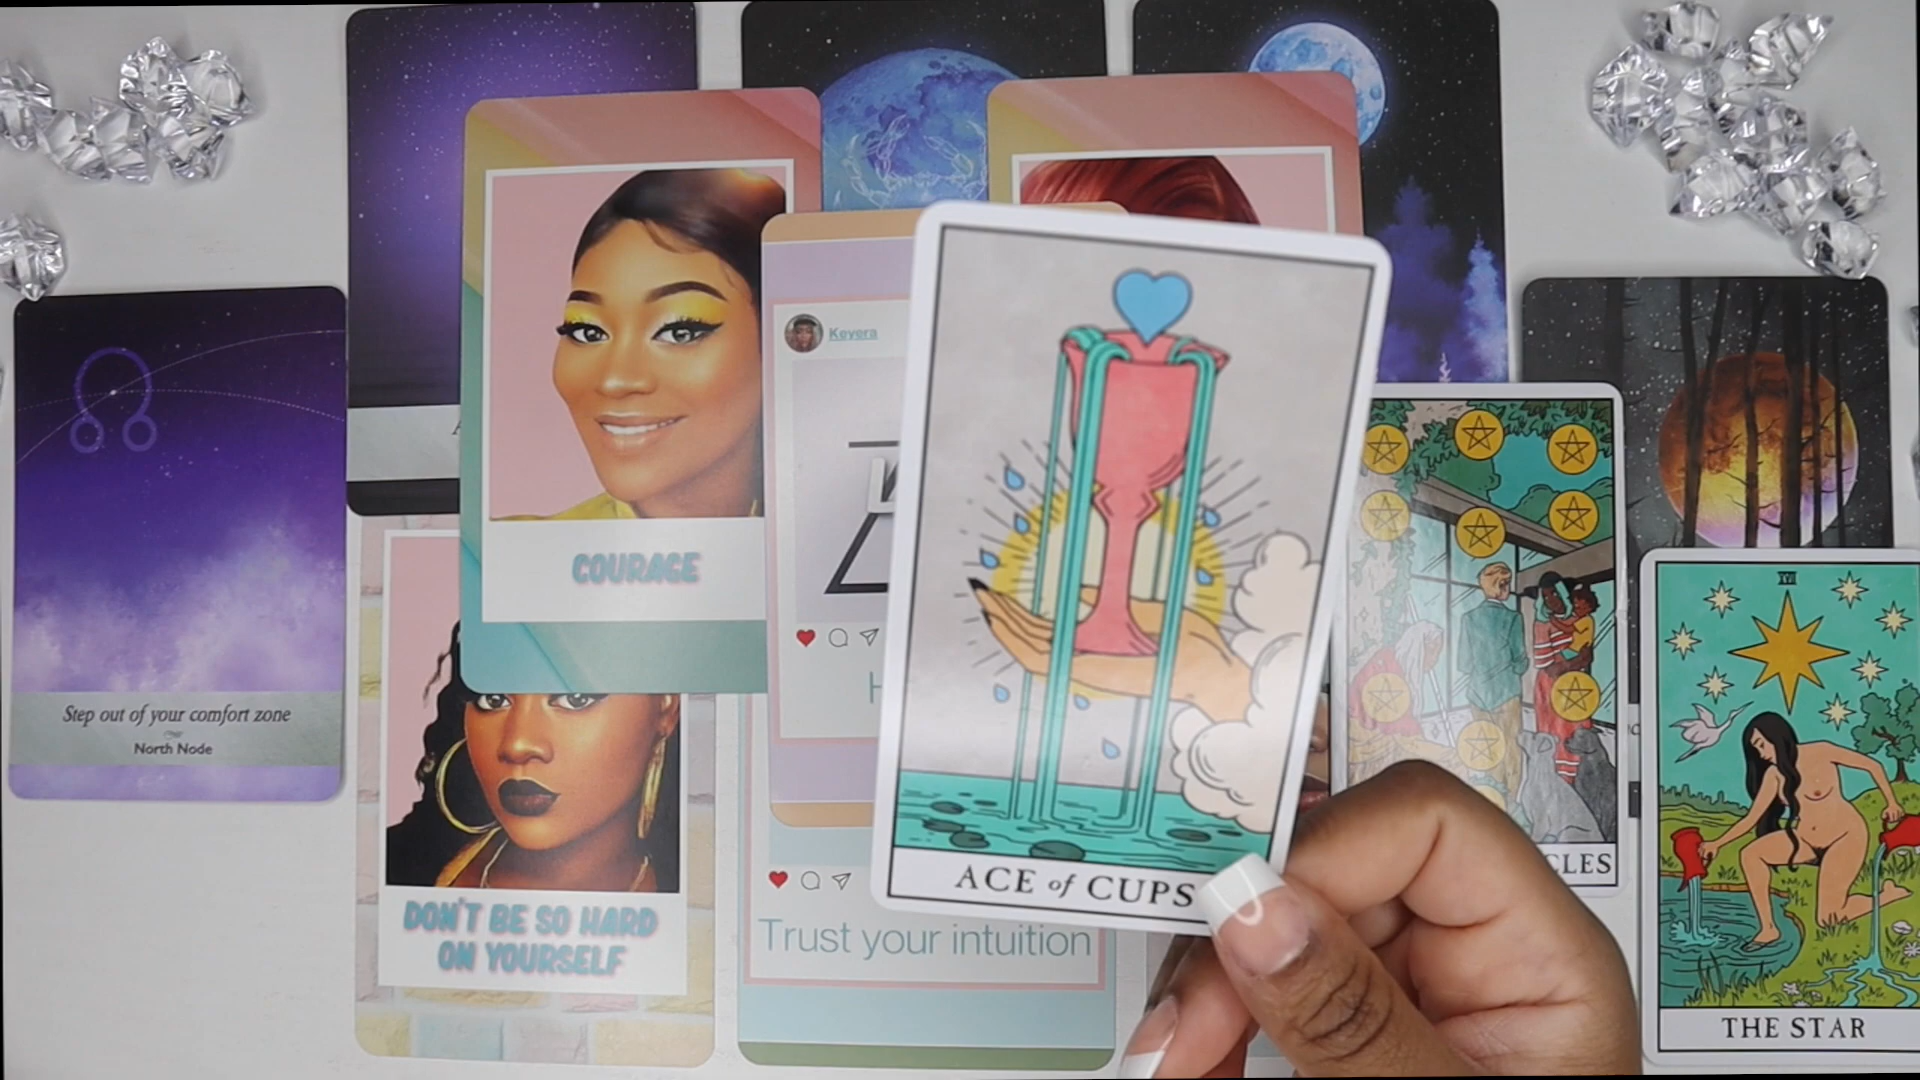 Step out of your comfort zone
North Node
COURAGE
DON'T BE SO HARD
ON YOURSELF
Keyera
Trust your intuition
ACE of CUPS
XVII
THE STAR